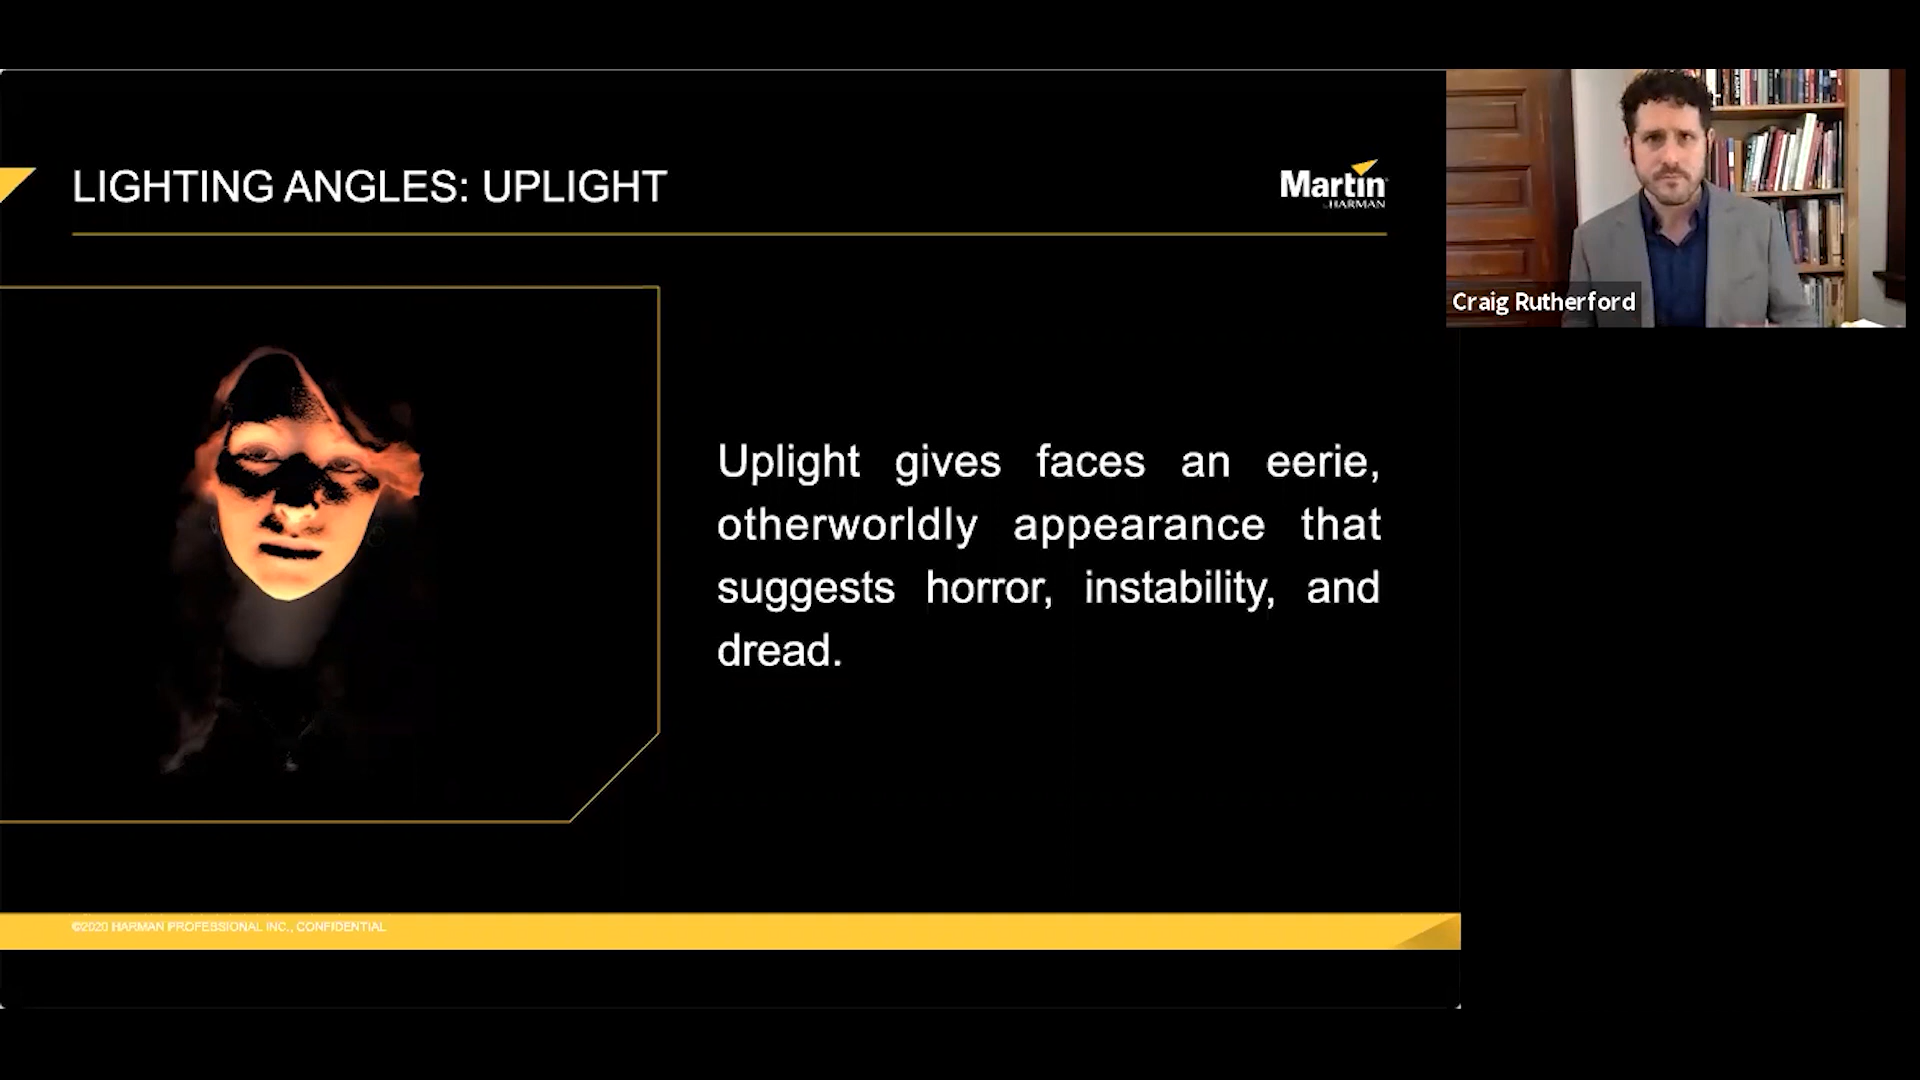 LIGHTING ANGLES: UPLIGHT
Martin
by HARMAN
Craig Rutherford
Uplight gives faces an eerie,
otherworldly appearance that
suggests horror, instability, and
dread.
©2020 HARMAN PROFESSIONAL INC., CONFIDENTIAL